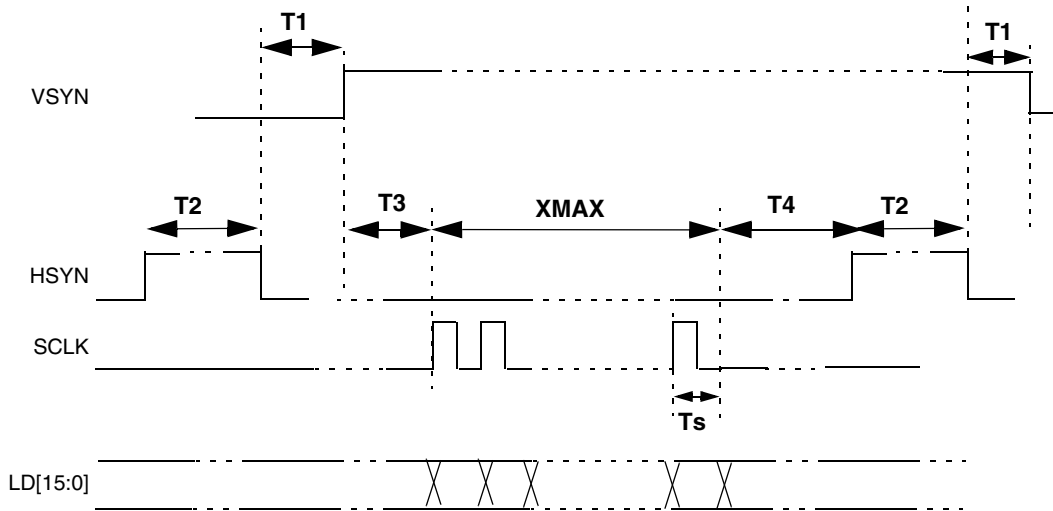 T1
T1
VSYN
T2
T3
XMAX
T4
T2
HSYN
SCLK
Ts
LD[15:0]